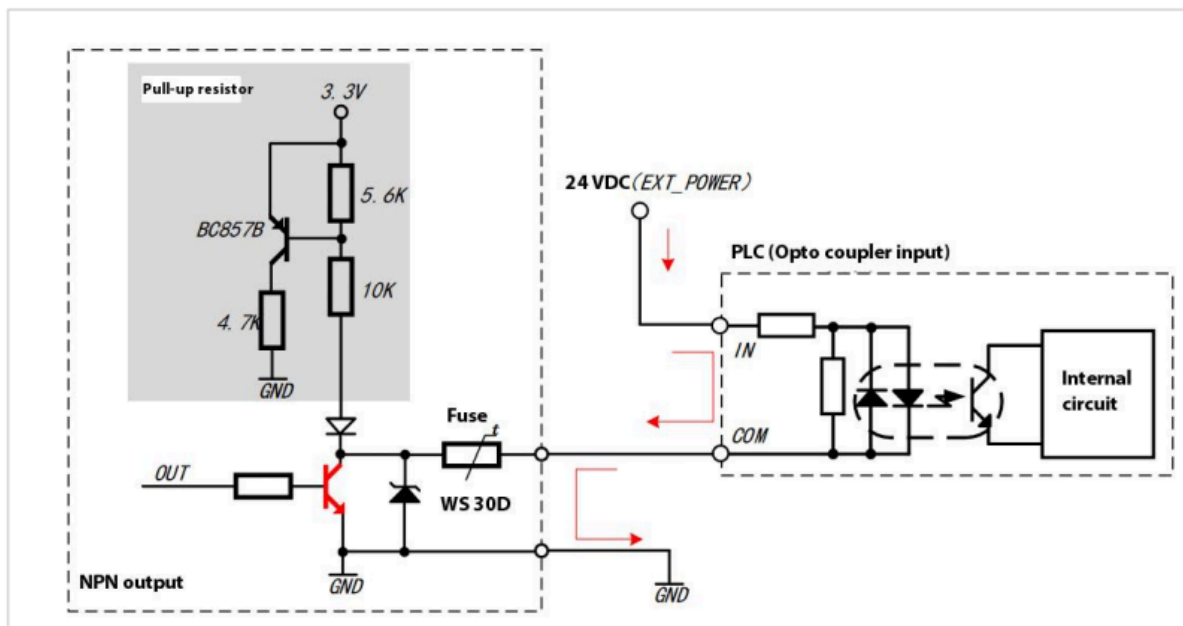 Pull-up resistor
3. 3V
5. 6K
BC857B
10K
4. 7K
GND
24 VDC(EXT_POWER)
PLC (Opto coupler input)
IN
Internal
circuit
COM
Fuse
t
OUT
WS 30D
NPN output
GND
GND